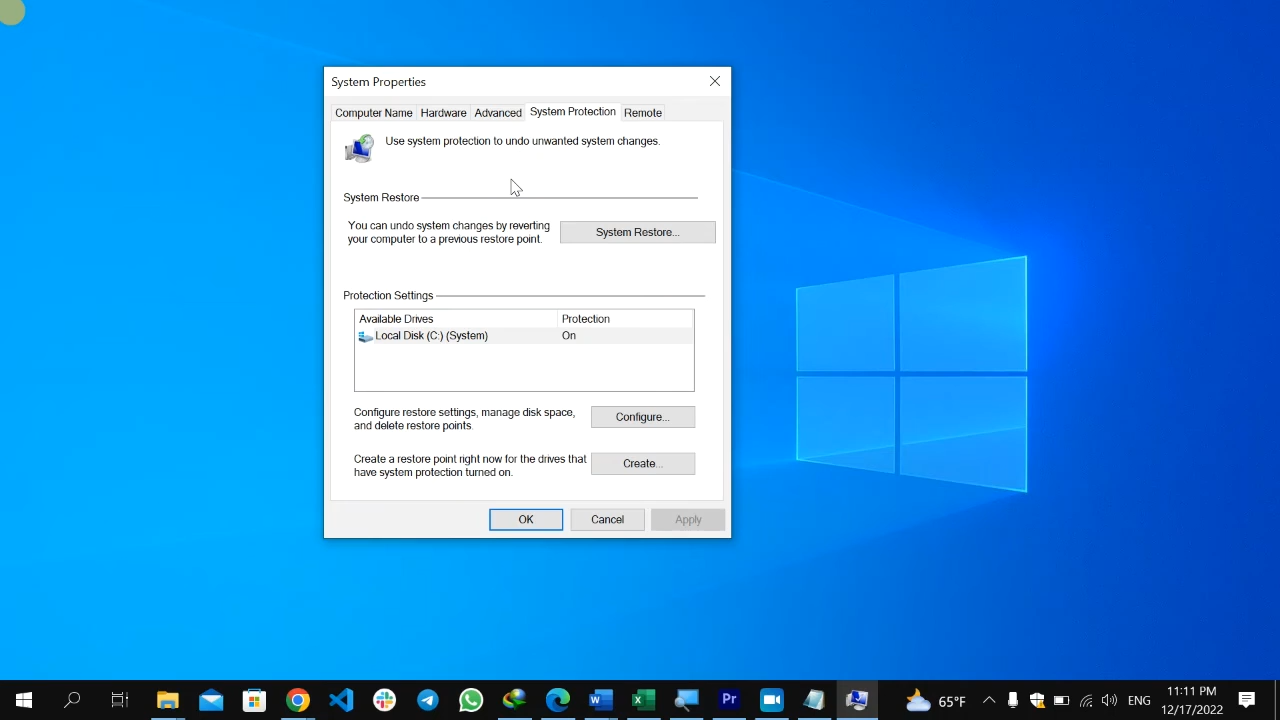 System Properties
Computer Name
Hardware
Advanced
System Protection
Remote
Use system protection to undo unwanted system changes.
System Restore
You can undo system changes by reverting
your computer to a previous restore point.
System Restore...
Protection Settings
Available Drives
Protection
Local Disk (C:) (System)
On
Configure restore settings, manage disk space,
and delete restore points.
Configure...
Create a restore point right now for the drives that
have system protection turned on.
Create...
OK
Cancel
Apply
W
X
Pr
65°F
ENG
11:11 PM
12/17/2022